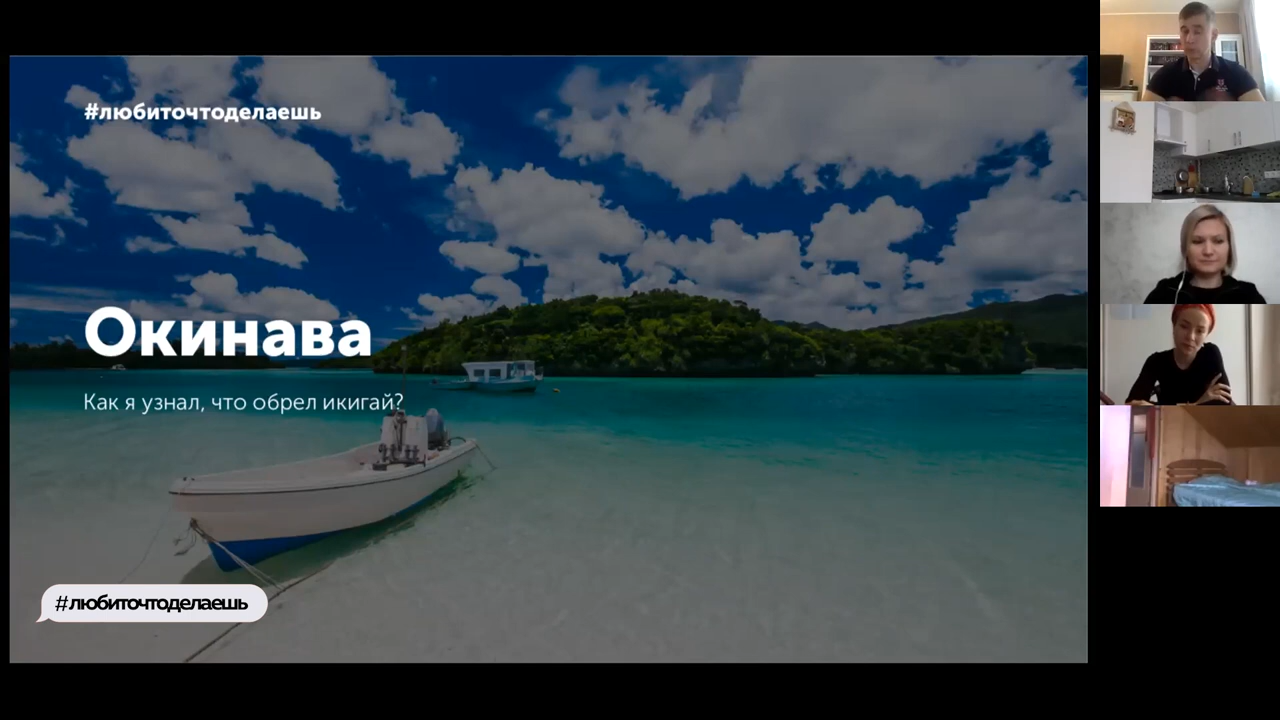 #любиточтоделаешь
Окинава
Как я узнал, что обрел икигай?
#любиточтоделаешь